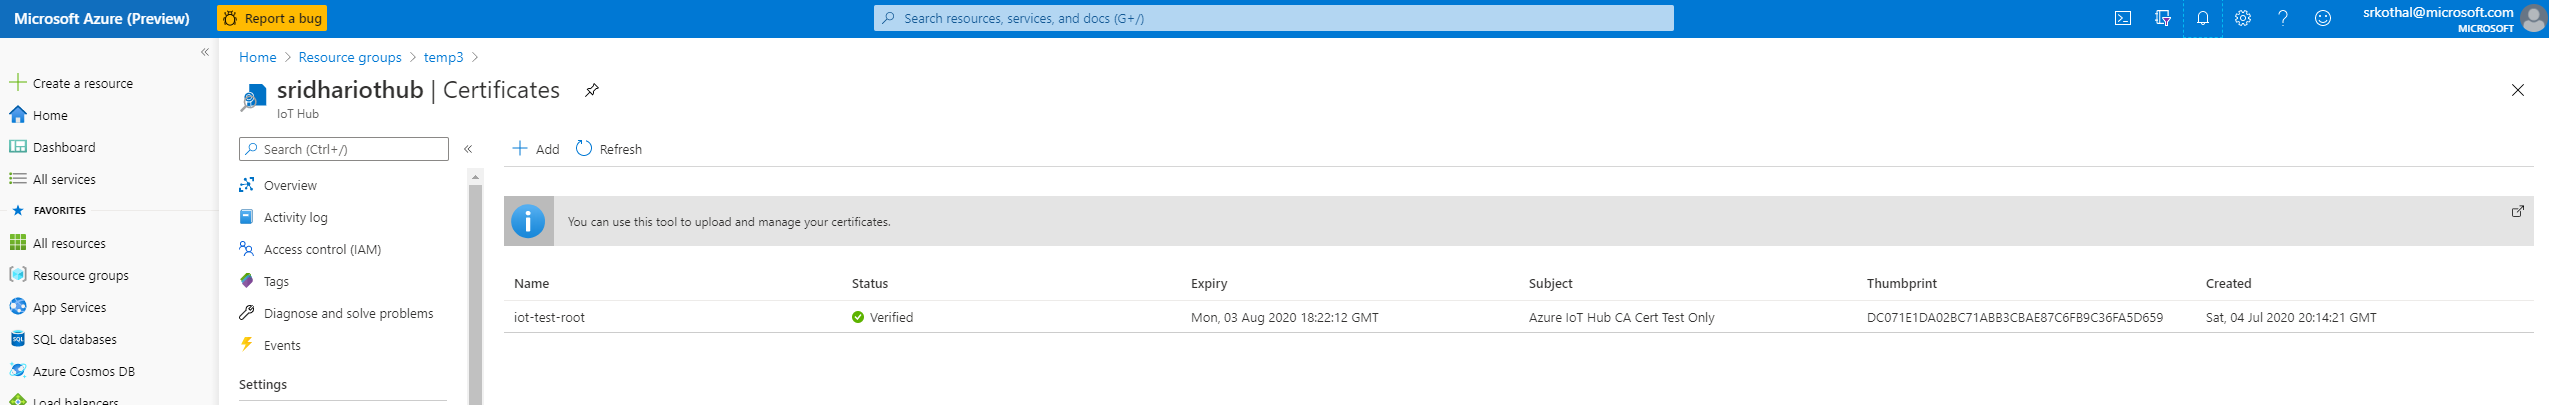 Microsoft Azure (Preview)
Report a bug
Search resources, services, and docs (G+/)
srkothal@microsoft.com
MICROSOFT
Create a resource
Home
Dashboard
All services
FAVORITES
All resources
Resource groups
App Services
SQL databases
Azure Cosmos DB
Load balancers
Home > Resource groups > temp3 >
sridhariothub | Certificates
IoT Hub
Search (Ctrl+/)
Overview
Activity log
Access control (IAM)
Tags
Diagnose and solve problems
Events
Settings
Add Refresh
You can use this tool to upload and manage your certificates.
Name Status Expiry Subject Thumbprint Created
iot-test-root Verified Mon, 03 Aug 2020 18:22:12 GMT Azure IoT Hub CA Cert Test Only DC071E1DA02BC71ABB3CBAE87C6FB9C36FA5D659 Sat, 04 Jul 2020 20:14:21 GMT